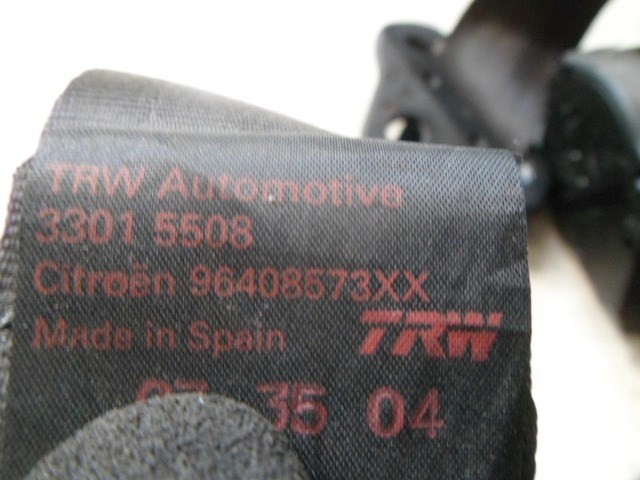 TRW Automotive
3301 5508
Citroën 96408573XX
Made in Spain TRW
35 04